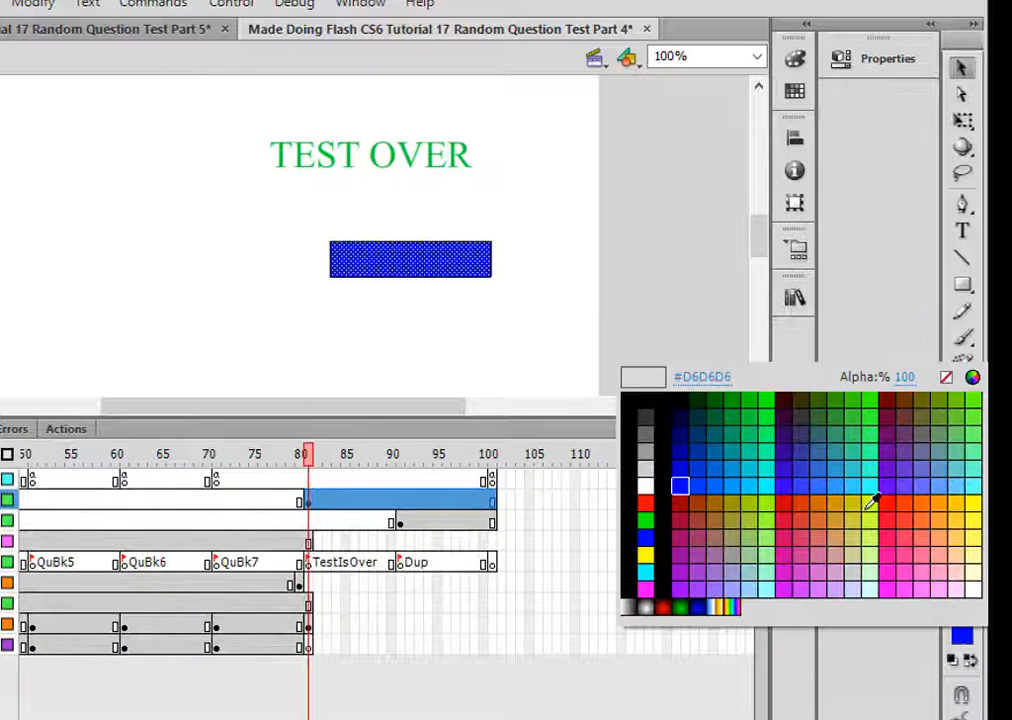 Modify Text Commands Control Debug Window Help
ial 17 Random Question Test Part 5* × Made Doing Flash CS6 Tutorial 17 Random Question Test Part 4* ×
100%
Properties
TEST OVER
#D6D6D6 Alpha:% 100
Errors Actions
50 55 60 65 70 75 80 85 90 95 100 105 110
a a a a
QuBk5 QuBk6 QuBk7 TestIsOver Dup